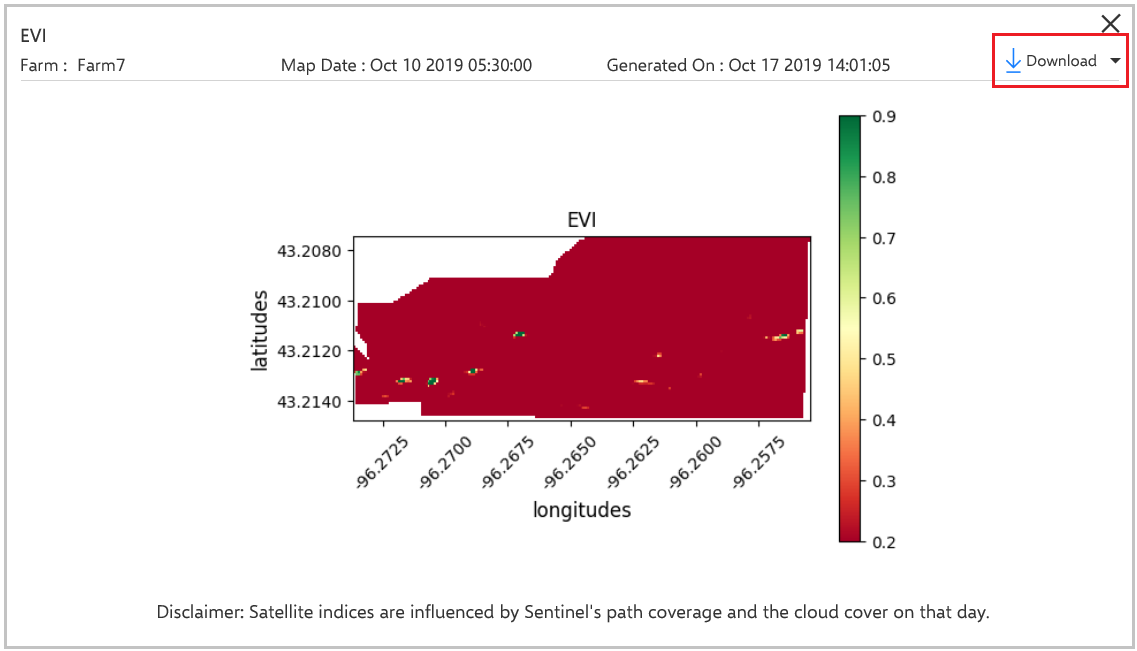 EVI
Farm : Farm7 Map Date : Oct 10 2019 05:30:00 Generated On : Oct 17 2019 14:01:05 Download
EVI
0.9
0.8
0.7
0.6
0.5
0.4
0.3
0.2
latitudes
43.2080
43.2100
43.2120
43.2140
-96.2725 -96.2700 -96.2675 -96.2650 -96.2625 -96.2600 -96.2575
longitudes
Disclaimer: Satellite indices are influenced by Sentinel's path coverage and the cloud cover on that day.